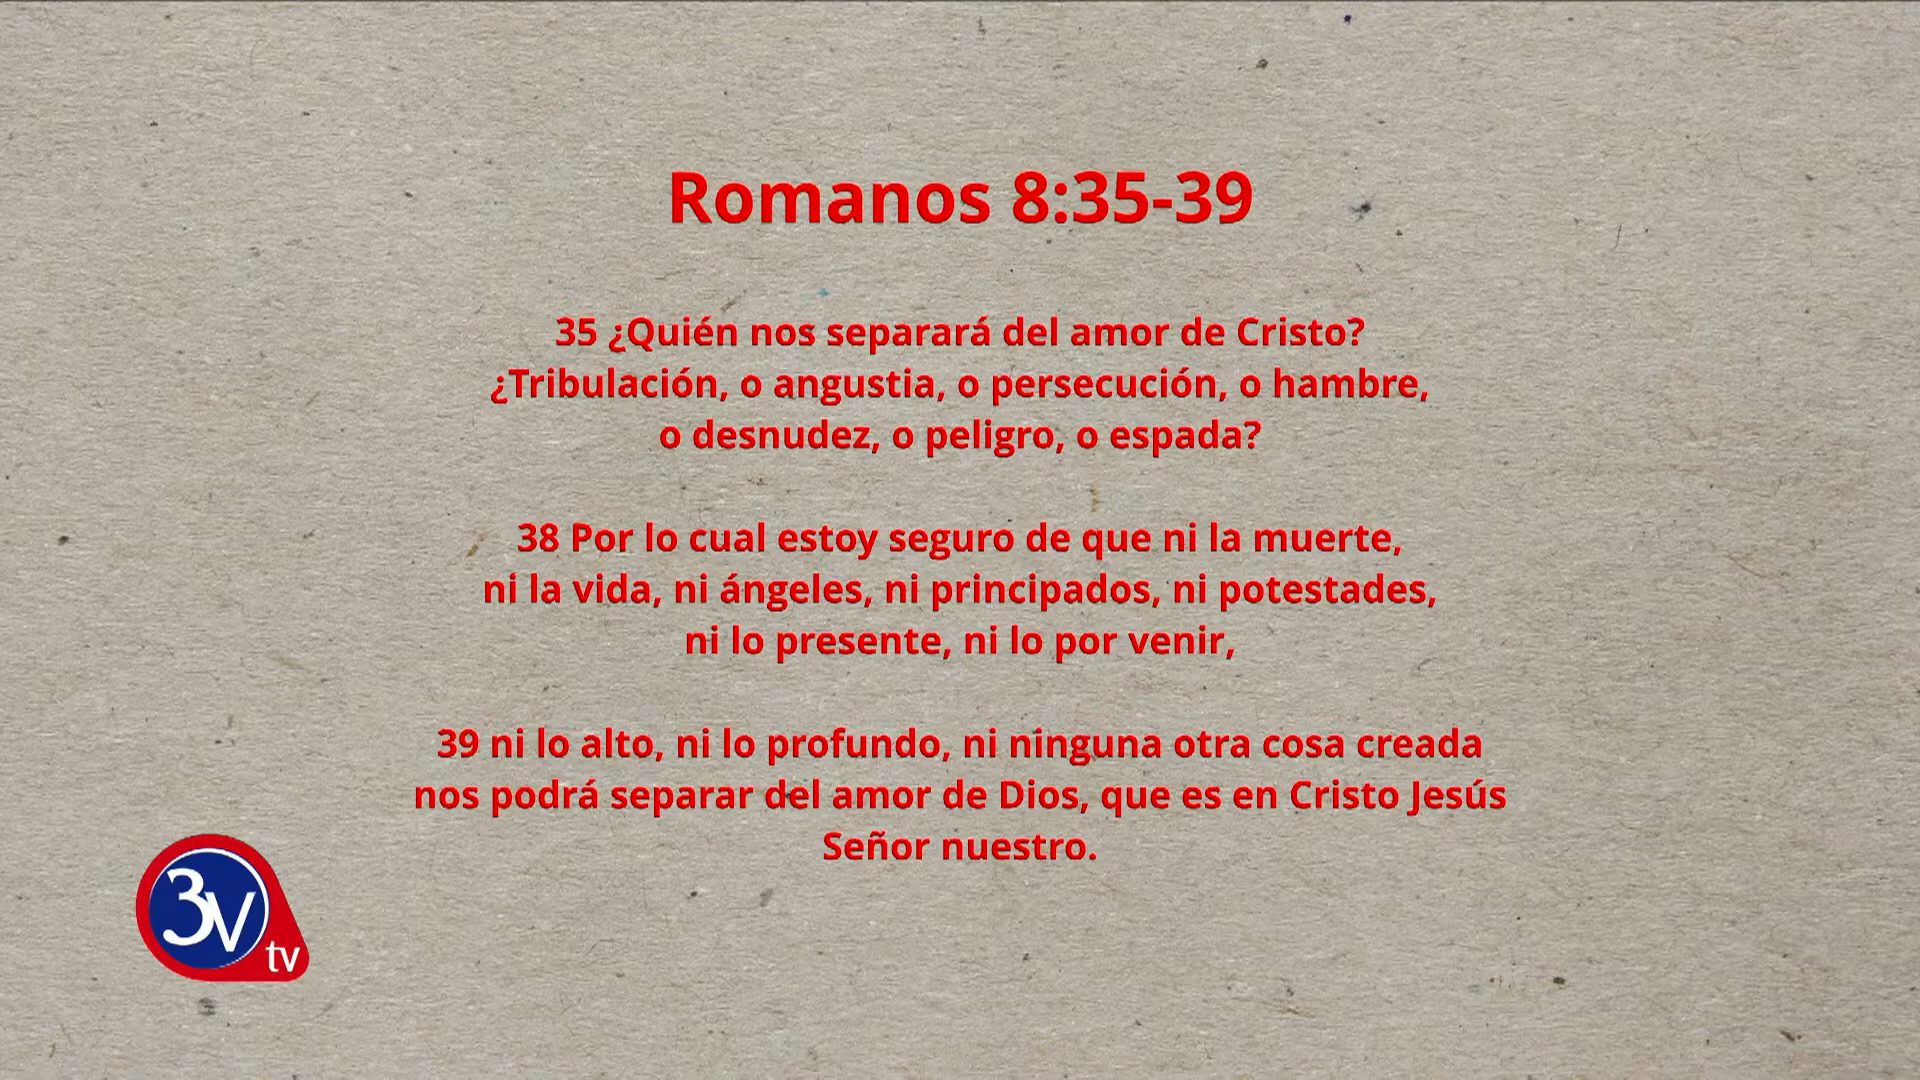 Romanos 8:35-39
35 ¿Quién nos separará del amor de Cristo?
¿Tribulación, o angustia, o persecución, o hambre,
o desnudez, o peligro, o espada?
38 Por lo cual estoy seguro de que ni la muerte,
ni la vida, ni ángeles, ni principados, ni potestades,
ni lo presente, ni lo por venir,
39 ni lo alto, ni lo profundo, ni ninguna otra cosa creada
nos podrá separar del amor de Dios, que es en Cristo Jesús
Señor nuestro.
3V
tv